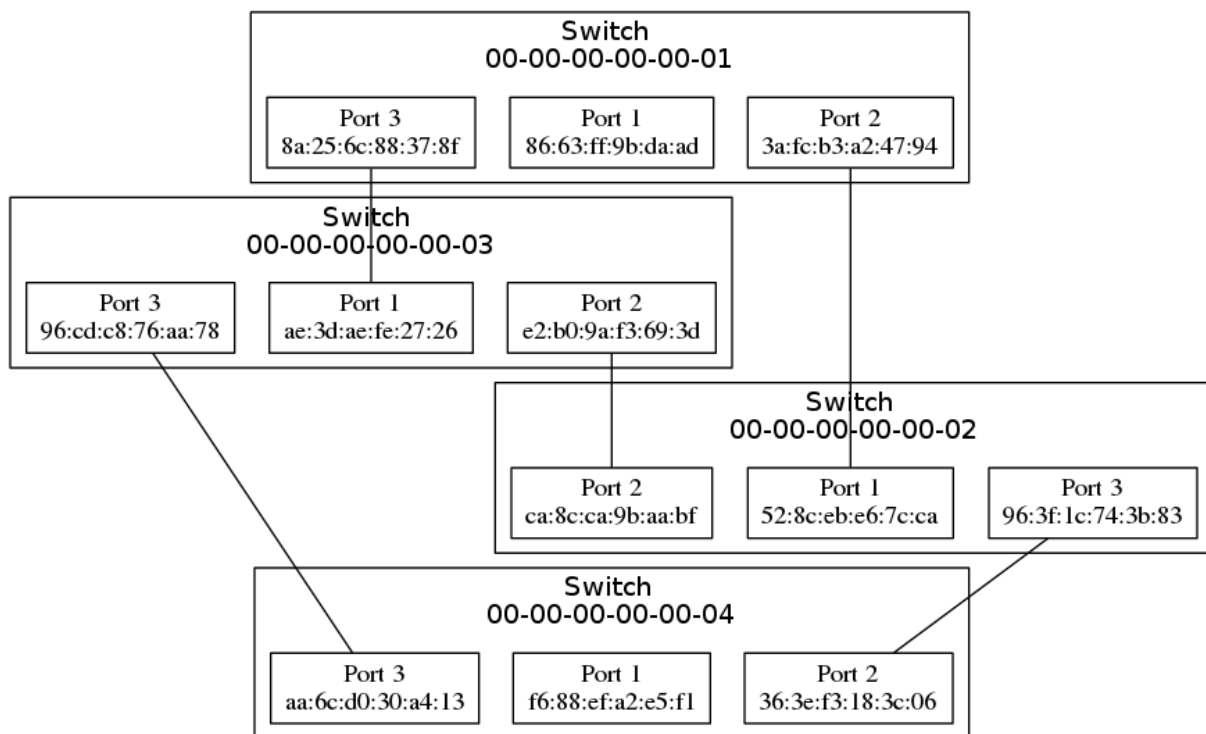 Switch
00-00-00-00-00-01
Port 3
8a:25:6c:88:37:8f
Port 1
86:63:ff:9b:da:ad
Port 2
3a:fc:b3:a2:47:94
Switch
00-00-00-00-00-03
Port 3
96:cd:c8:76:aa:78
Port 1
ae:3d:ae:fe:27:26
Port 2
e2:b0:9a:f3:69:3d
Switch
00-00-00-00-00-02
Port 2
ca:8c:ca:9b:aa:bf
Port 1
52:8c:eb:e6:7c:ca
Port 3
96:3f:1c:74:3b:83
Switch
00-00-00-00-00-04
Port 3
aa:6c:d0:30:a4:13
Port 1
f6:88:ef:a2:e5:f1
Port 2
36:3e:f3:18:3c:06